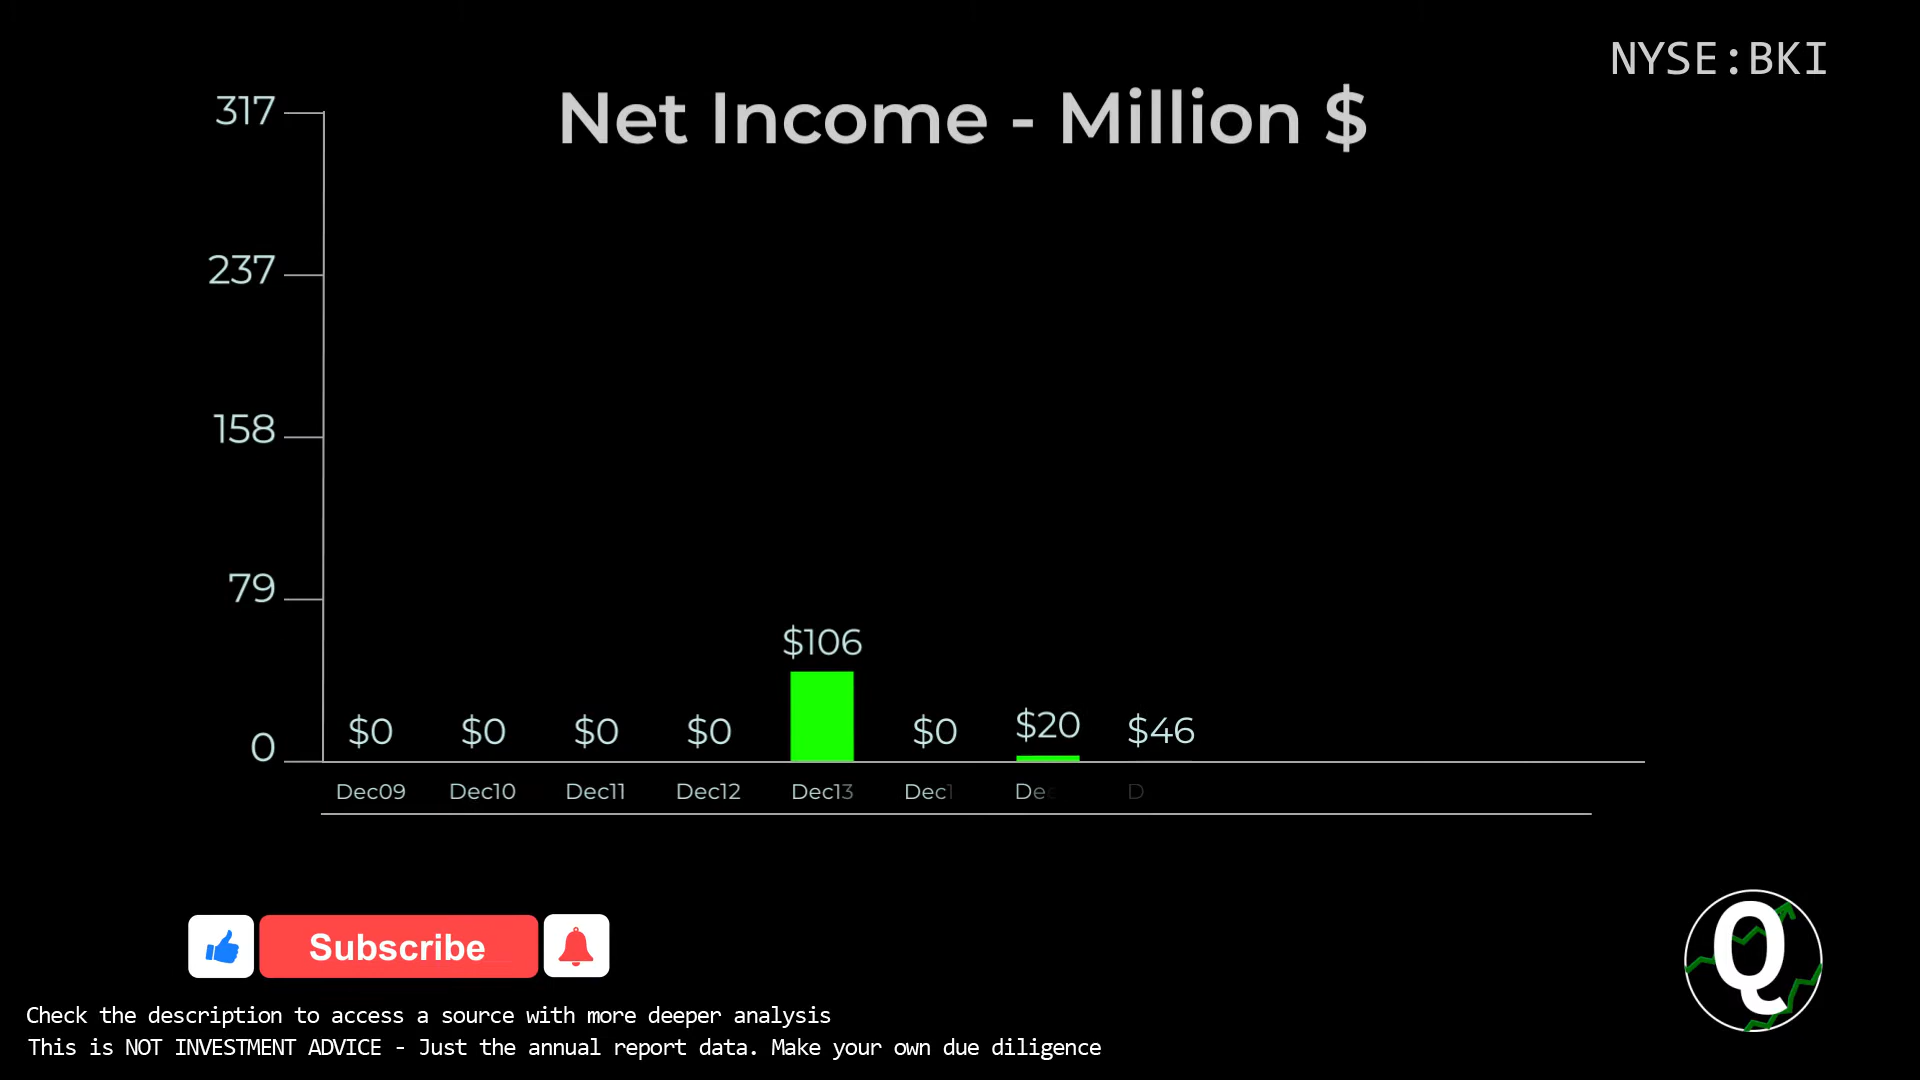 NYSE:BKI
Net Income - Million $
317
237
158
79
0
$0 $0 $0 $0 $106 $0 $20 $46
Dec09 Dec10 Dec11 Dec12 Dec13 Dec1 De D
Subscribe
Q
Check the description to access a source with more deeper analysis
This is NOT INVESTMENT ADVICE - Just the annual report data. Make your own due diligence